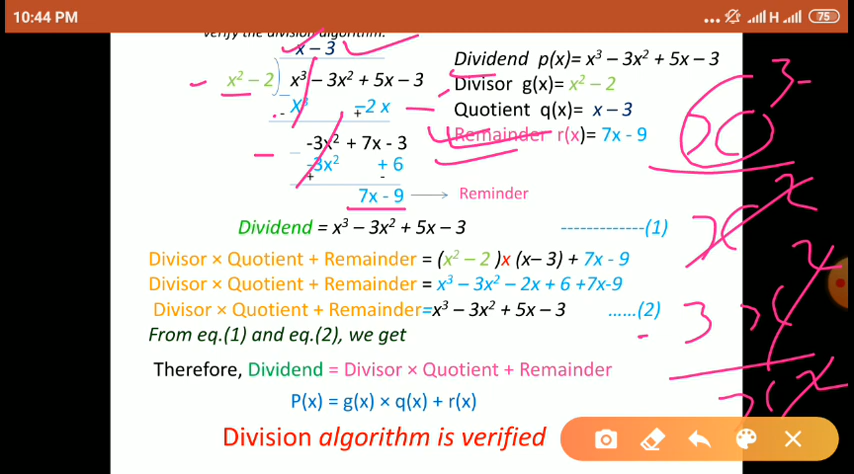 10:44 PM
75
verify the division algorithm.
x – 3
x² – 2 x³ – 3x² + 5x – 3
x³ –2x
- +
-3x² + 7x - 3
-3x² + 6
+ -
7x - 9 Reminder
Dividend p(x)= x³ – 3x² + 5x – 3
Divisor g(x)= x² – 2
Quotient q(x)= x – 3
Remainder r(x)= 7x - 9
Dividend = x³ – 3x² + 5x – 3 -------------(1)
Divisor × Quotient + Remainder = (x² – 2 )x (x– 3) + 7x - 9
Divisor × Quotient + Remainder = x³ – 3x² – 2x + 6 +7x-9
Divisor × Quotient + Remainder=x³ – 3x² + 5x – 3 ......(2)
From eq.(1) and eq.(2), we get
Therefore, Dividend = Divisor × Quotient + Remainder
P(x) = g(x) × q(x) + r(x)
Division algorithm is verified